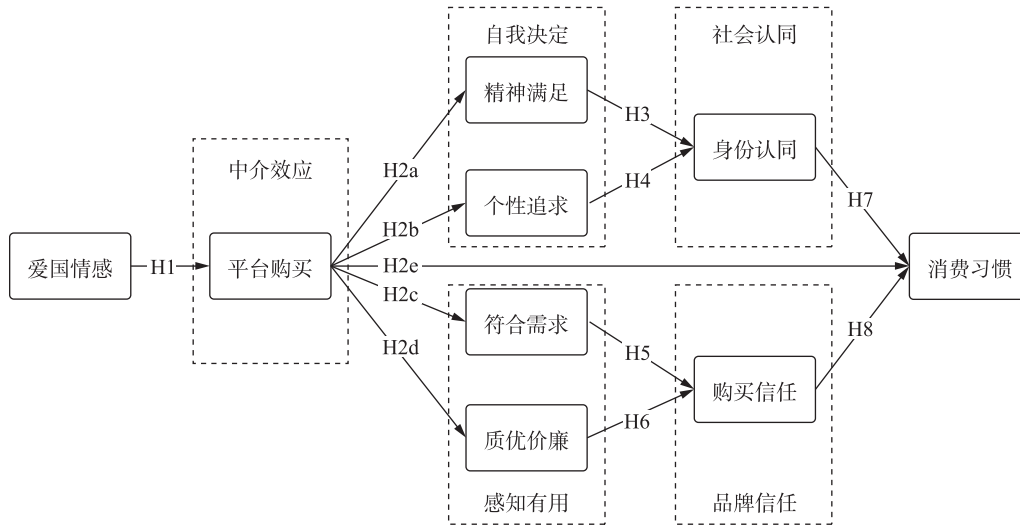 自我决定
社会认同
精神满足
H3
身份认同
中介效应
H2a
个性追求
H4
H7
H2b
爱国情感
H1
平台购买
H2e
消费习惯
H2c
符合需求
H5
H8
H2d
购买信任
质优价廉
H6
感知有用
品牌信任